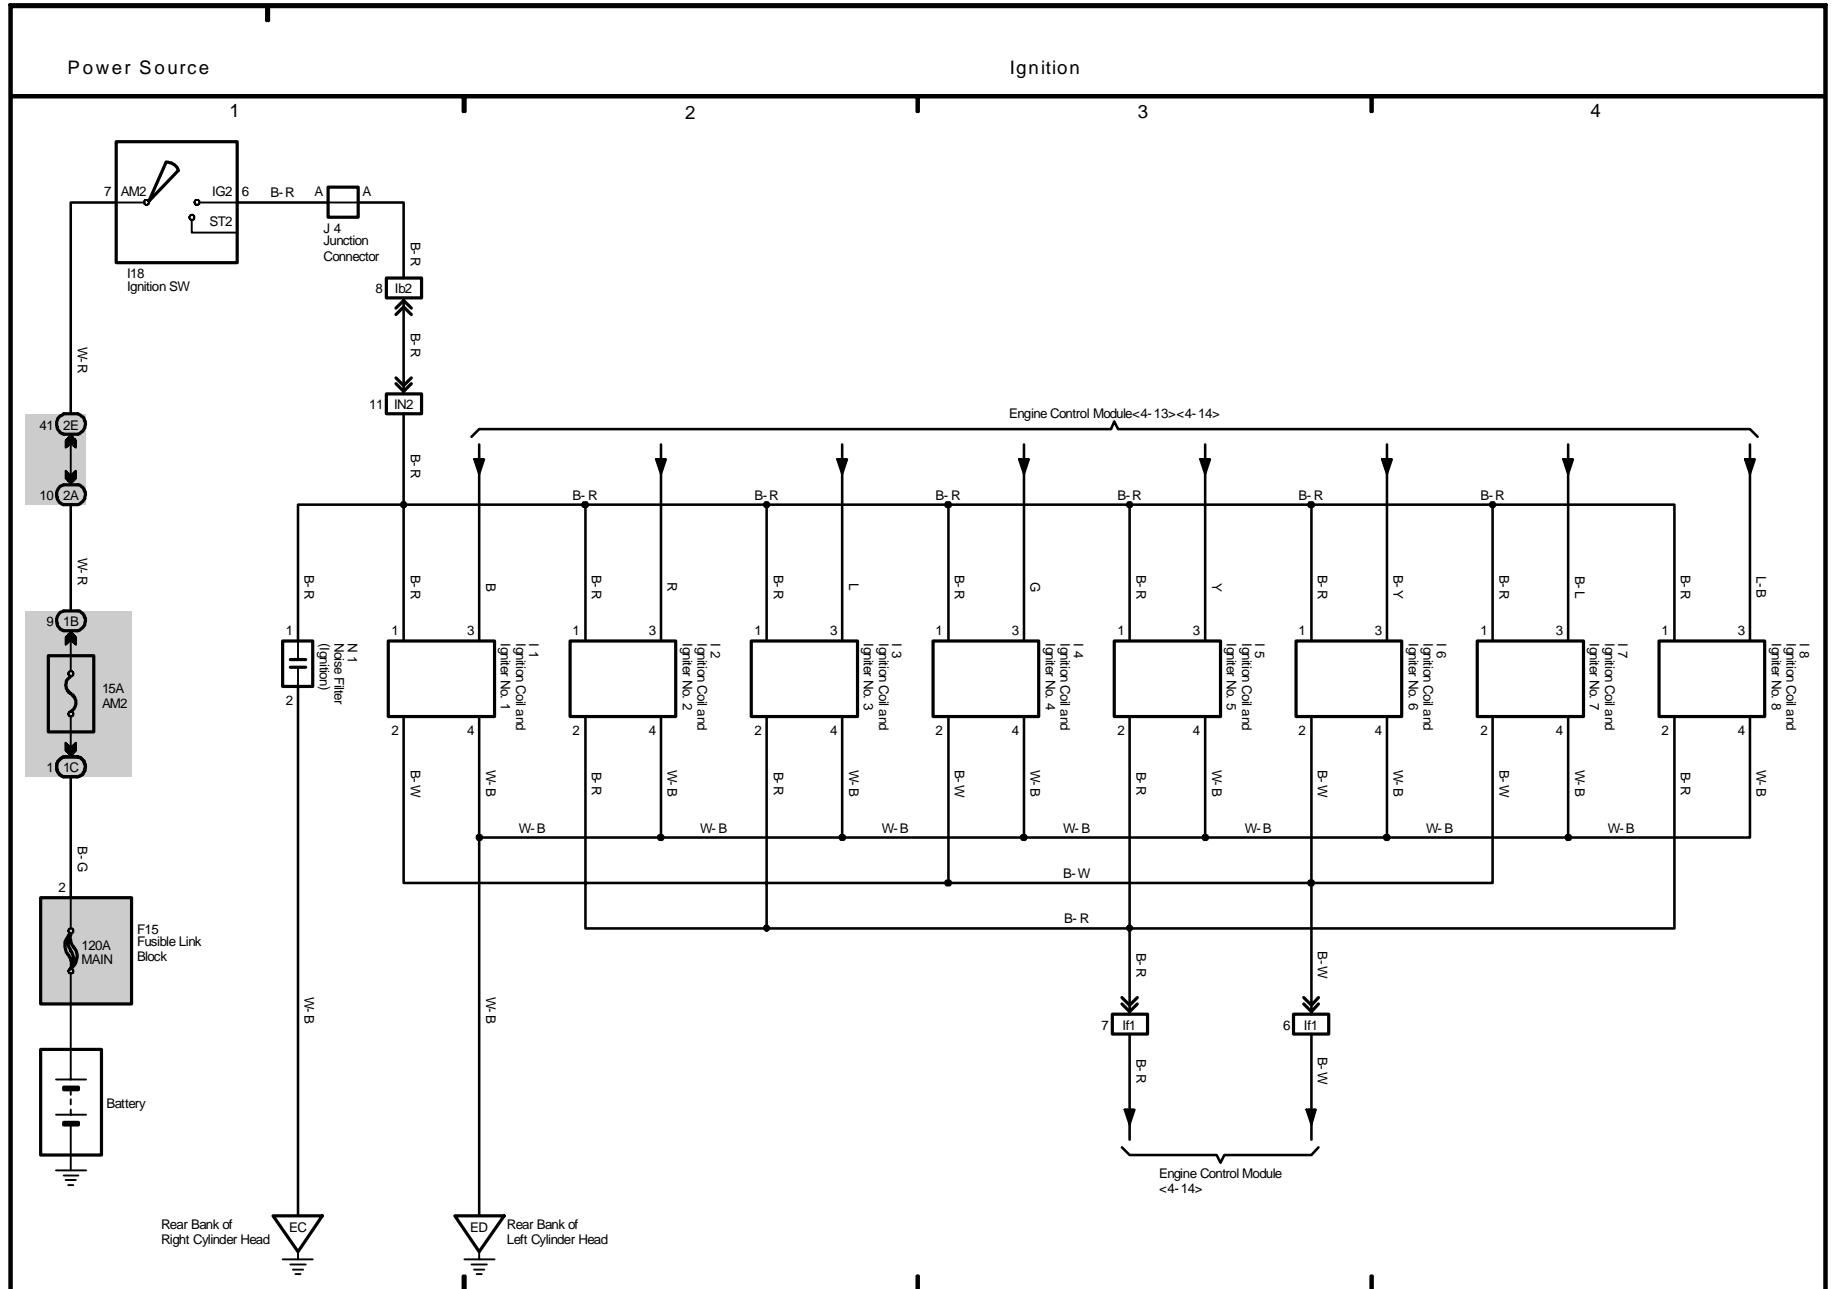 Power Source
Ignition
1
2
3
4
7
AM2
IG2
6
ST2
I18
Ignition SW
B-R
A
A
J 4
Junction
Connector
B-R
8
Ib2
B-R
11
IN2
B-R
W-R
41
2E
10
2A
W-R
9
1B
15A
AM2
1
1C
B-G
2
120A
MAIN
F15
Fusible Link
Block
Battery
Engine Control Module<4-13><4-14>
B-R
B-R
B-R
B-R
B-R
B-R
B-R
B-R
B
B-R
R
B-R
L
B-R
G
B-R
Y
B-R
B-Y
B-R
B-L
B-R
L-B
1
2
N 1
Noise Filter
(Ignition)
1
3
2
4
I 1
Ignition Coil and
Igniter No. 1
1
3
2
4
I 2
Ignition Coil and
Igniter No. 2
1
3
2
4
I 3
Ignition Coil and
Igniter No. 3
1
3
2
4
I 4
Ignition Coil and
Igniter No. 4
1
3
2
4
I 5
Ignition Coil and
Igniter No. 5
1
3
2
4
I 6
Ignition Coil and
Igniter No. 6
1
3
2
4
I 7
Ignition Coil and
Igniter No. 7
1
3
2
4
I 8
Ignition Coil and
Igniter No. 8
B-W
W-B
B-R
W-B
B-R
W-B
B-W
W-B
B-R
W-B
B-W
W-B
B-W
W-B
B-R
W-B
W-B
W-B
W-B
W-B
W-B
W-B
W-B
B-W
B-R
W-B
W-B
B-R
B-W
7
If1
6
If1
B-R
B-W
Engine Control Module
<4-14>
Rear Bank of
Right Cylinder Head
EC
ED
Rear Bank of
Left Cylinder Head